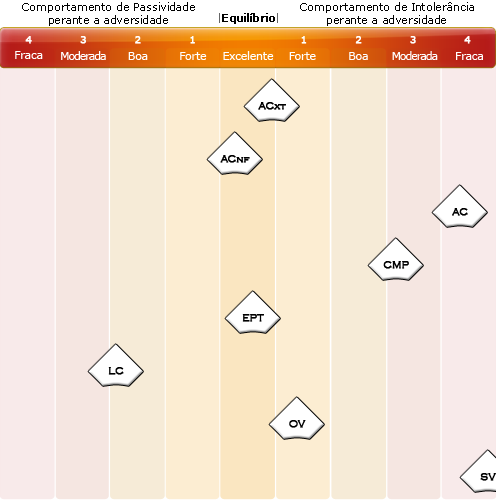 Comportamento de Passividade
perante a adversidade
|Equilíbrio|
Comportamento de Intolerância
perante a adversidade
4 3 2 1 1 2 3 4
Fraca Moderada Boa Forte Excelente Forte Boa Moderada Fraca
ACXT
ACNF
AC
CMP
EPT
LC
OV
SV